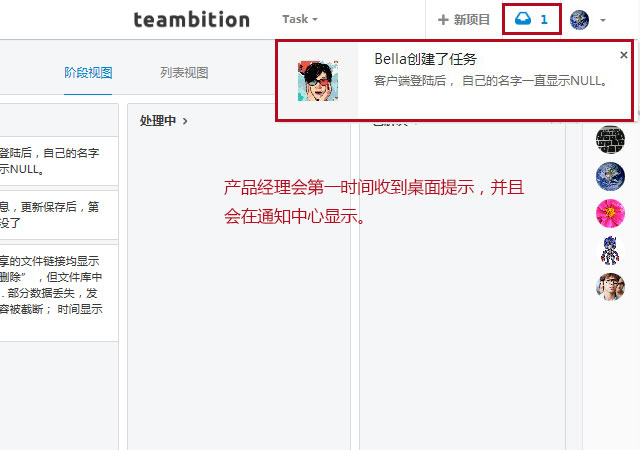 teambition
Task
+ 新项目
1
Bella创建了任务
×
客户端登陆后， 自己的名字一直显示NULL。
阶段视图
列表视图
处理中 >
登陆后，自己的名字
示NULL。
息，更新保存后，第
没了
享的文件链接均显示
删除” ，但文件库中
. 部分数据丢失，发
容被截断； 时间显示
产品经理会第一时间收到桌面提示，并且
会在通知中心显示。